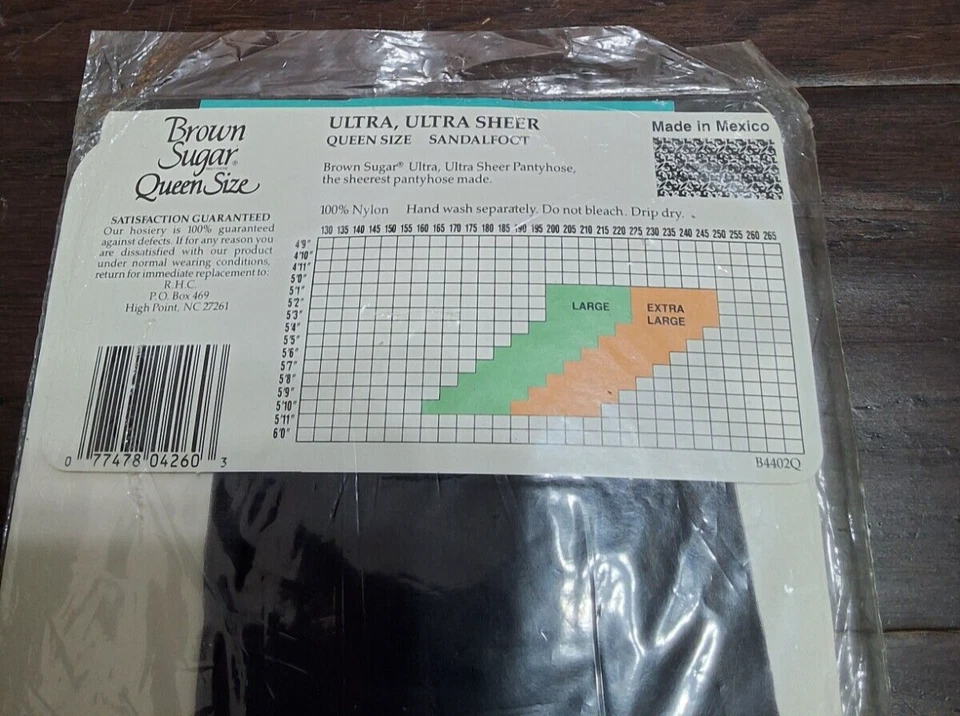 Brown
Sugar®
Queen Size
SATISFACTION GUARANTEED
Our hosiery is 100% guaranteed
against defects. If for any reason you
are dissatisfied with our product
under normal wearing conditions,
return for immediate replacement to:
R.H.C.
P.O. Box 469
High Point, NC 27261
0 77478 04260 3
ULTRA, ULTRA SHEER
QUEEN SIZE SANDALFOOT
Brown Sugar® Ultra, Ultra Sheer Pantyhose,
the sheerest pantyhose made.
100% Nylon Hand wash separately. Do not bleach. Drip dry.
Made in Mexico
130 135 140 145 150 155 160 165 170 175 180 185 190 195 200 205 210 215 220 225 230 235 240 245 250 255 260 265
4'9"
4'10"
4'11"
5'0"
5'1"
5'2"
5'3"
5'4"
5'5"
5'6"
5'7"
5'8"
5'9"
5'10"
5'11"
6'0"
LARGE
EXTRA
LARGE
B4402Q